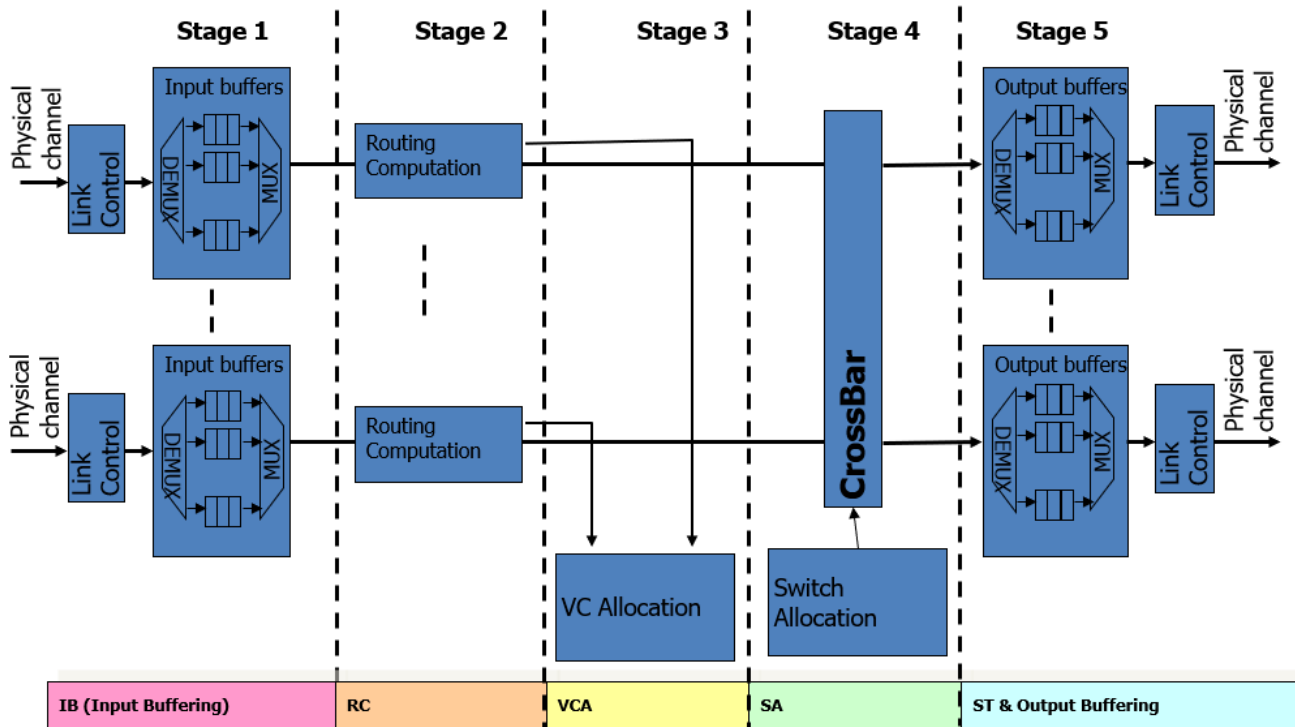 Stage 1
Stage 2
Stage 3
Stage 4
Stage 5
Physical
channel
Link
Control
Input buffers
DEMUX
MUX
Routing
Computation
Output buffers
DEMUX
MUX
Link
Control
Physical
channel
Physical
channel
Link
Control
Input buffers
DEMUX
MUX
Routing
Computation
CrossBar
Output buffers
DEMUX
MUX
Link
Control
Physical
channel
VC Allocation
Switch
Allocation
IB (Input Buffering)
RC
VCA
SA
ST & Output Buffering